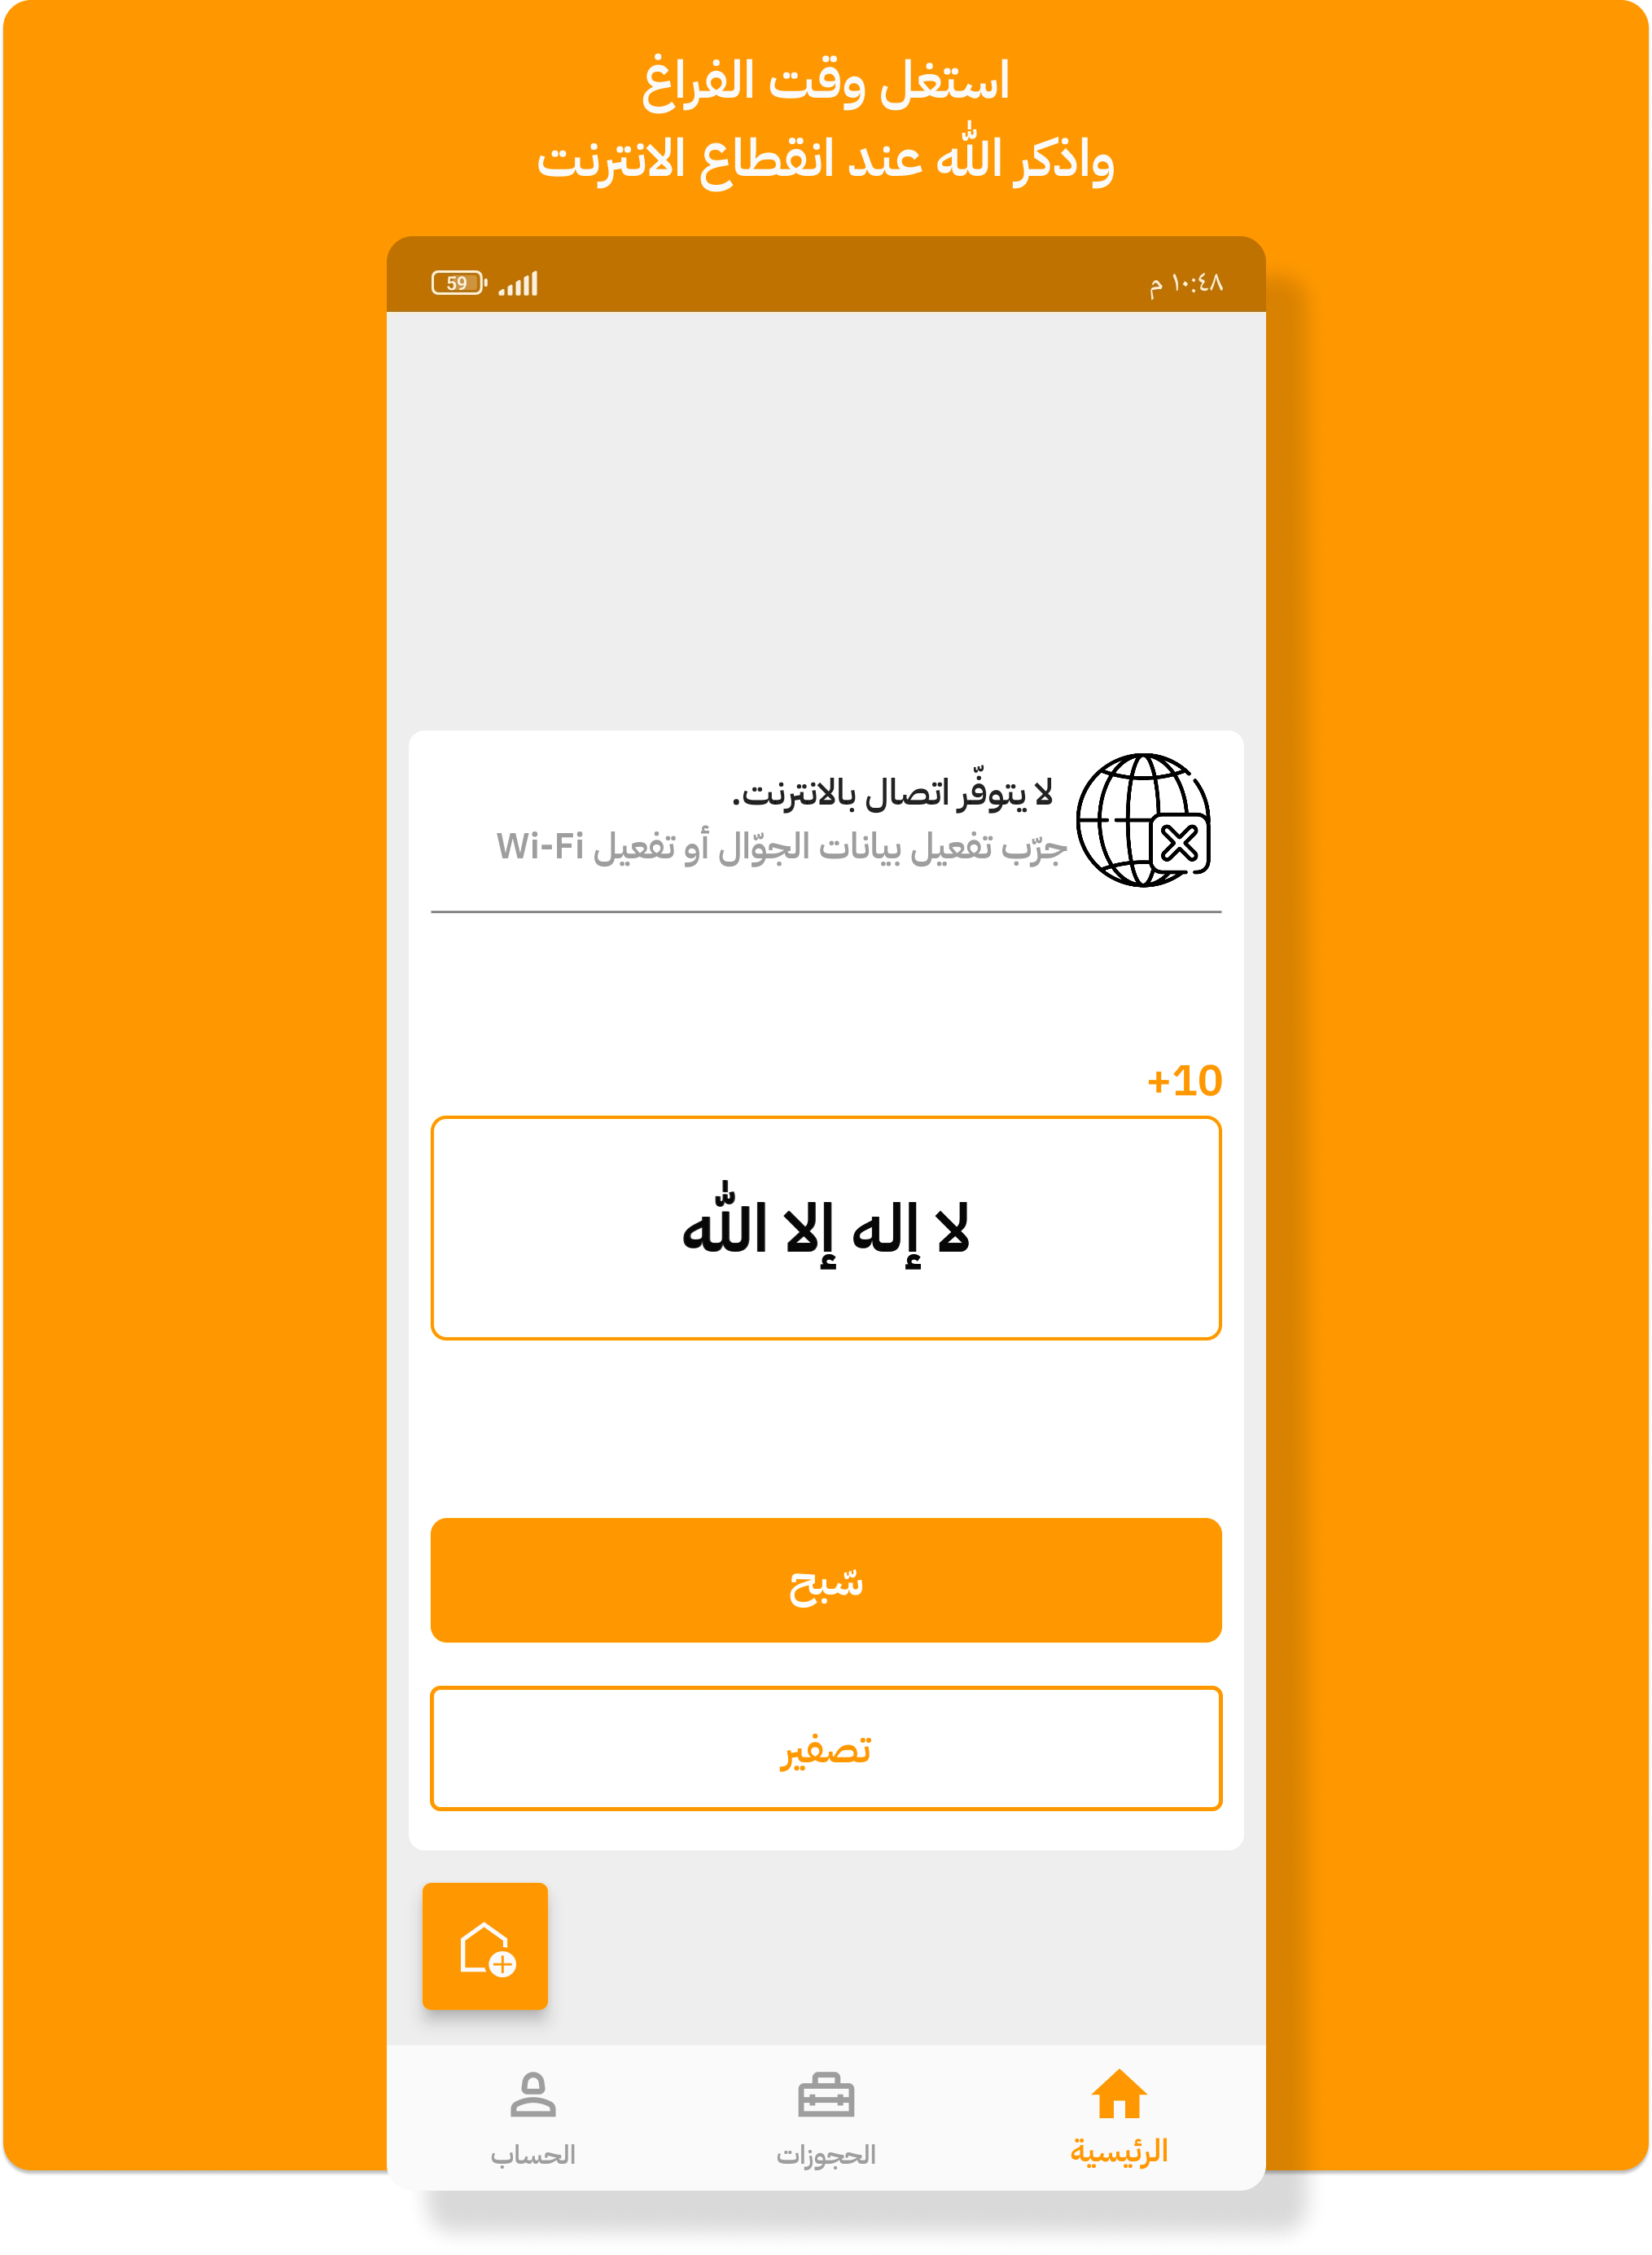 استغل وقت الفراغ
واذكر الله عند انقطاع الانترنت
١٠:٤٨ م
59
لا يتوفّر اتصال بالانترنت.
جرّب تفعيل بيانات الجوّال أو تفعيل Wi-Fi
+10
لا إله إلا الله
سّبح
تصفير
الرئيسية
الحجوزات
الحساب